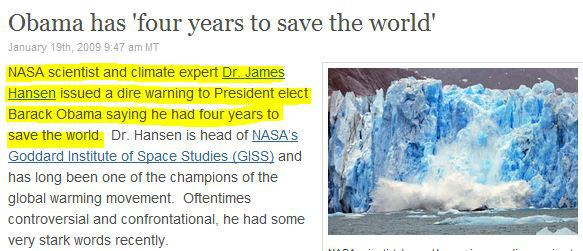 Obama has 'four years to save the world'
January 19th, 2009 9:47 am MT
NASA scientist and climate expert Dr. James
Hansen issued a dire warning to President elect
Barack Obama saying he had four years to
save the world.  Dr. Hansen is head of NASA's
Goddard Institute of Space Studies (GISS) and
has long been one of the champions of the
global warming movement.  Oftentimes
controversial and confrontational, he had some
very stark words recently.